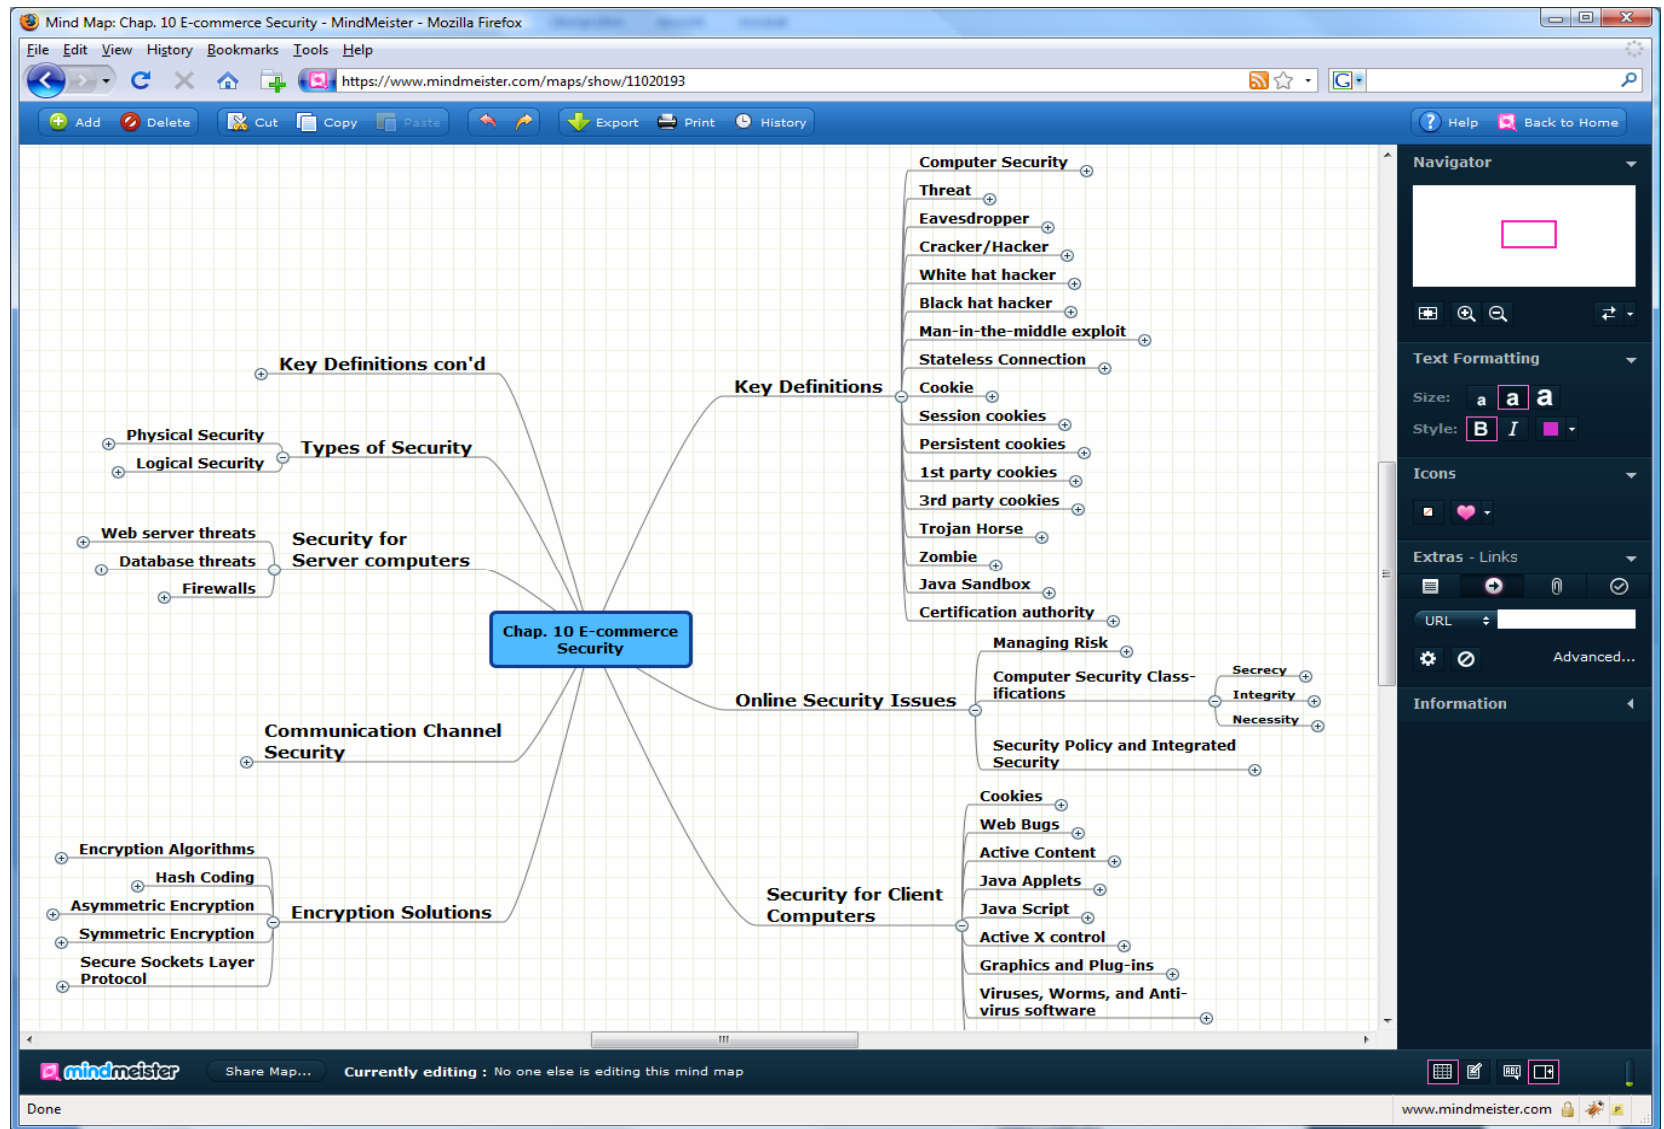 Mind Map: Chap. 10 E-commerce Security - MindMeister - Mozilla Firefox
File Edit View History Bookmarks Tools Help
https://www.mindmeister.com/maps/show/11020193
G
Add Delete Cut Copy Paste Export Print History Help Back to Home
Key Definitions con'd
Types of Security
Physical Security
Logical Security
Security for
Server computers
Web server threats
Database threats
Firewalls
Chap. 10 E-commerce
Security
Communication Channel
Security
Encryption Solutions
Encryption Algorithms
Hash Coding
Asymmetric Encryption
Symmetric Encryption
Secure Sockets Layer
Protocol
Key Definitions
Computer Security
Threat
Eavesdropper
Cracker/Hacker
White hat hacker
Black hat hacker
Man-in-the-middle exploit
Stateless Connection
Cookie
Session cookies
Persistent cookies
1st party cookies
3rd party cookies
Trojan Horse
Zombie
Java Sandbox
Certification authority
Online Security Issues
Managing Risk
Computer Security Class-
ifications
Secrecy
Integrity
Necessity
Security Policy and Integrated
Security
Security for Client
Computers
Cookies
Web Bugs
Active Content
Java Applets
Java Script
Active X control
Graphics and Plug-ins
Viruses, Worms, and Anti-
virus software
Navigator
Text Formatting
Size: a a a
Style: B I
Icons
Extras - Links
URL
Advanced...
Information
mindmeister Share Map... Currently editing : No one else is editing this mind map
Done www.mindmeister.com